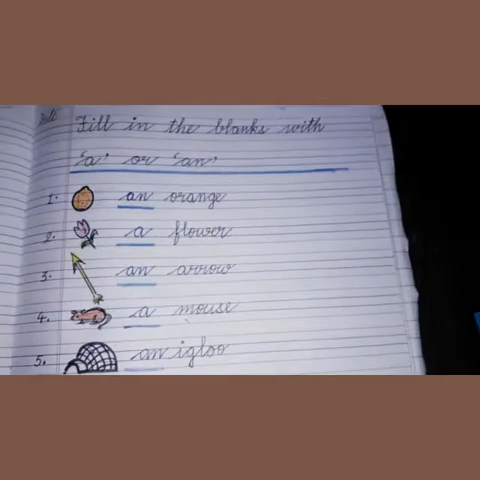 Date
Fill in the blanks with
'a' or 'an'
1. an orange
2. a flower
3. an arrow
4. a mouse
5. an igloo